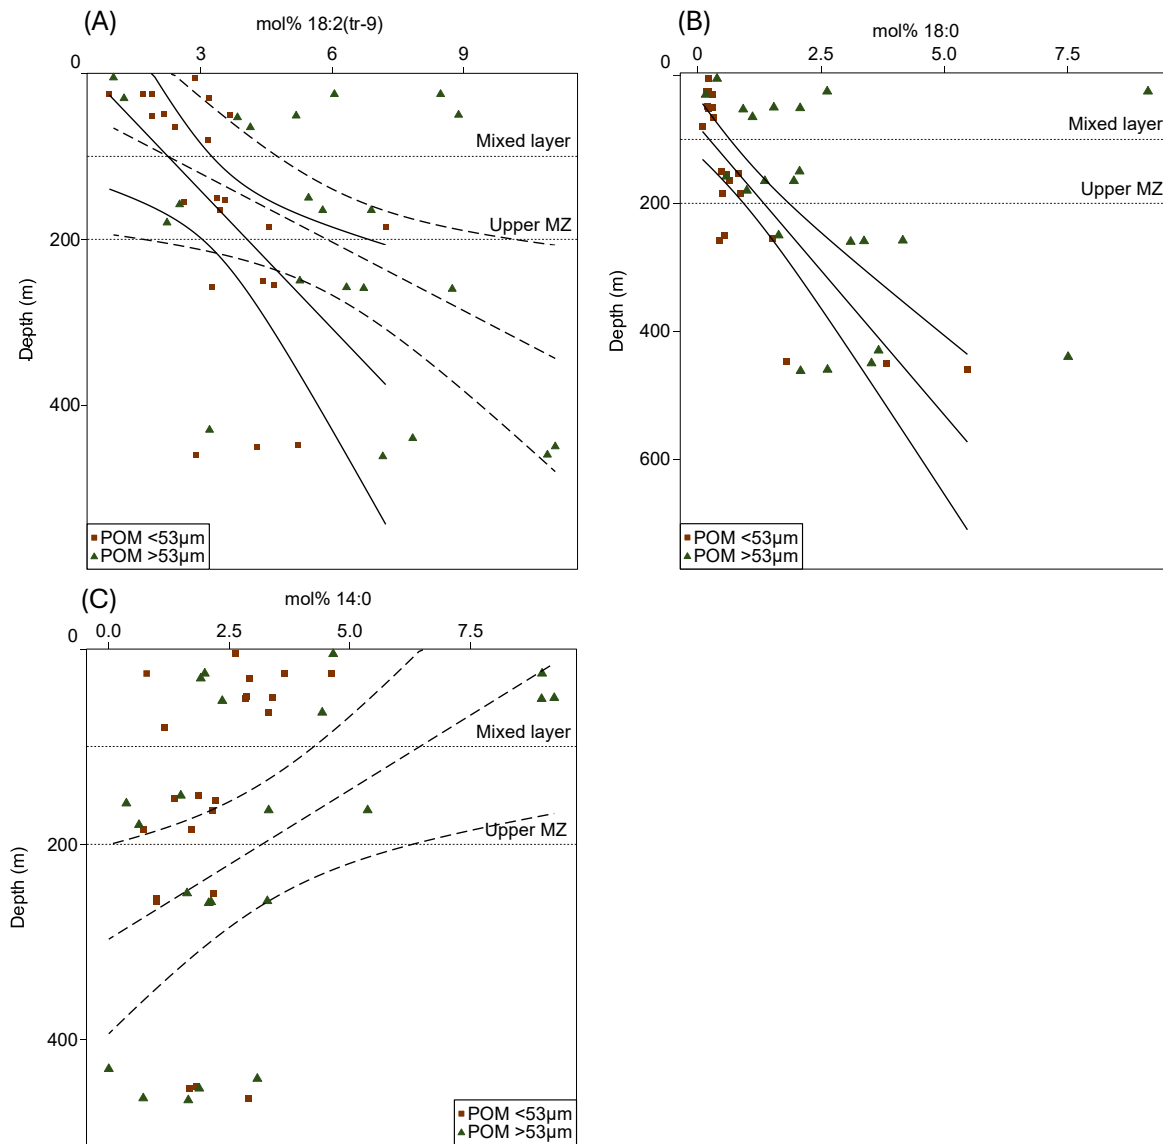 (A)
mol% 18:2(tr-9)
0 3 6 9
Mixed layer
Upper MZ
200
400
Depth (m)
POM <53µm
POM >53µm
(B)
mol% 18:0
0 2.5 5.0 7.5
0
Mixed layer
Upper MZ
200
400
600
Depth (m)
POM <53µm
POM >53µm
(C)
mol% 14:0
0.0 2.5 5.0 7.5
0
Mixed layer
Upper MZ
200
400
Depth (m)
POM <53µm
POM >53µm